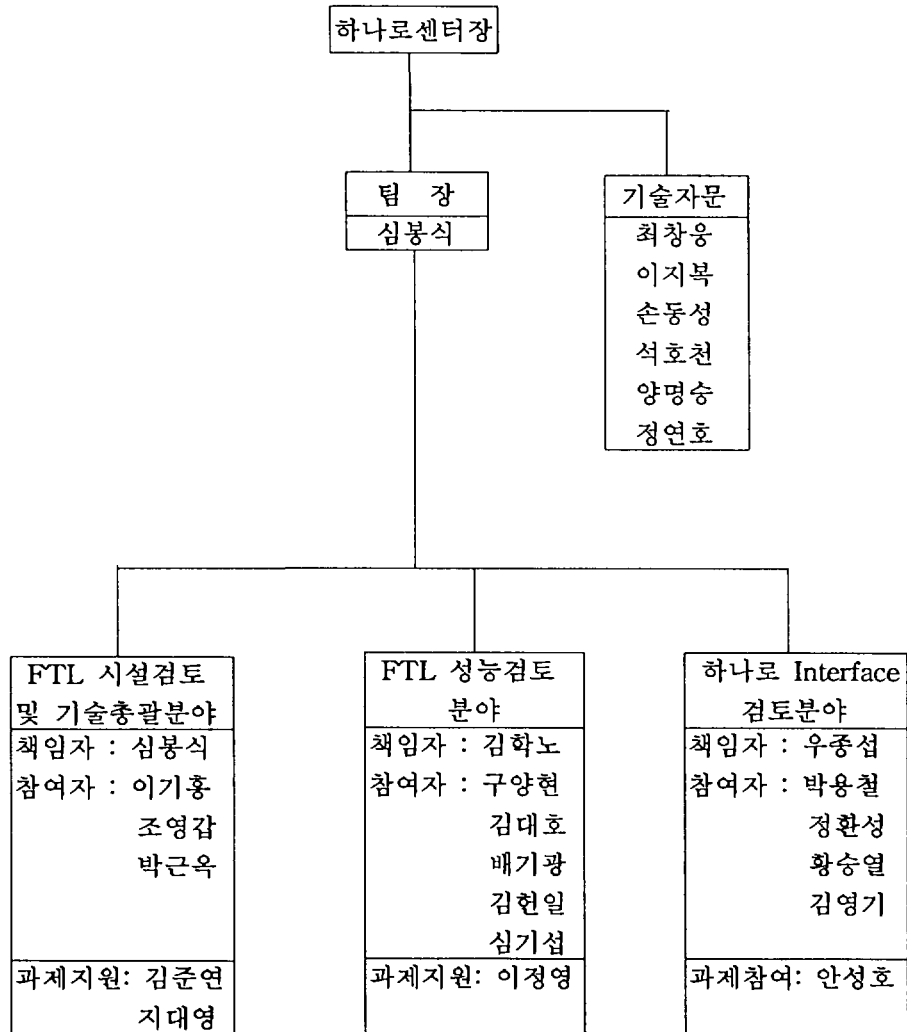 하나로센터장
팀 장
심봉식
기술자문
최창웅
이지복
손동성
석호천
양명승
정연호
FTL 시설검토
및 기술총괄분야
책임자 : 심봉식
참여자 : 이기홍
조영갑
박근옥
과제지원: 김준연
지대영
FTL 성능검토
분야
책임자 : 김학노
참여자 : 구양현
김대호
배기광
김헌일
심기섭
과제지원: 이정영
하나로 Interface
검토분야
책임자 : 우종섭
참여자 : 박용철
정환성
황승열
김영기
과제참여: 안성호